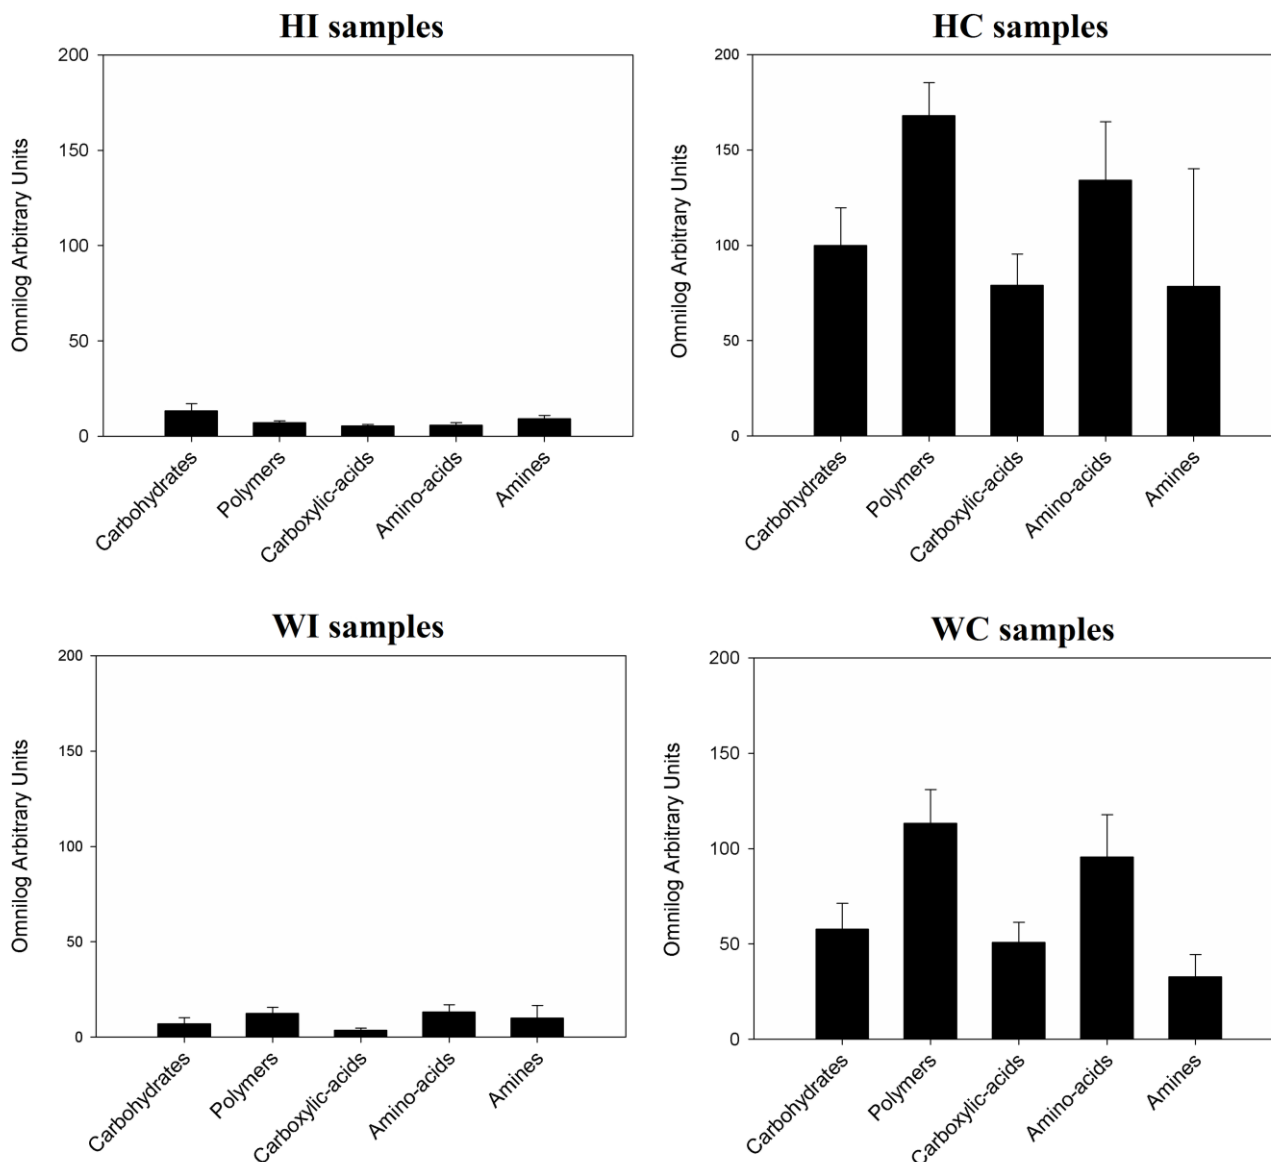 HI samples
200
150
100
50
0
Omnilog Arbitrary Units
Carbohydrates
Polymers
Carboxylic-acids
Amino-acids
Amines
HC samples
200
150
100
50
0
Omnilog Arbitrary Units
Carbohydrates
Polymers
Carboxylic-acids
Amino-acids
Amines
WI samples
200
150
100
50
0
Omnilog Arbitrary Units
Carbohydrates
Polymers
Carboxylic-acids
Amino-acids
Amines
WC samples
200
150
100
50
0
Omnilog Arbitrary Units
Carbohydrates
Polymers
Carboxylic-acids
Amino-acids
Amines